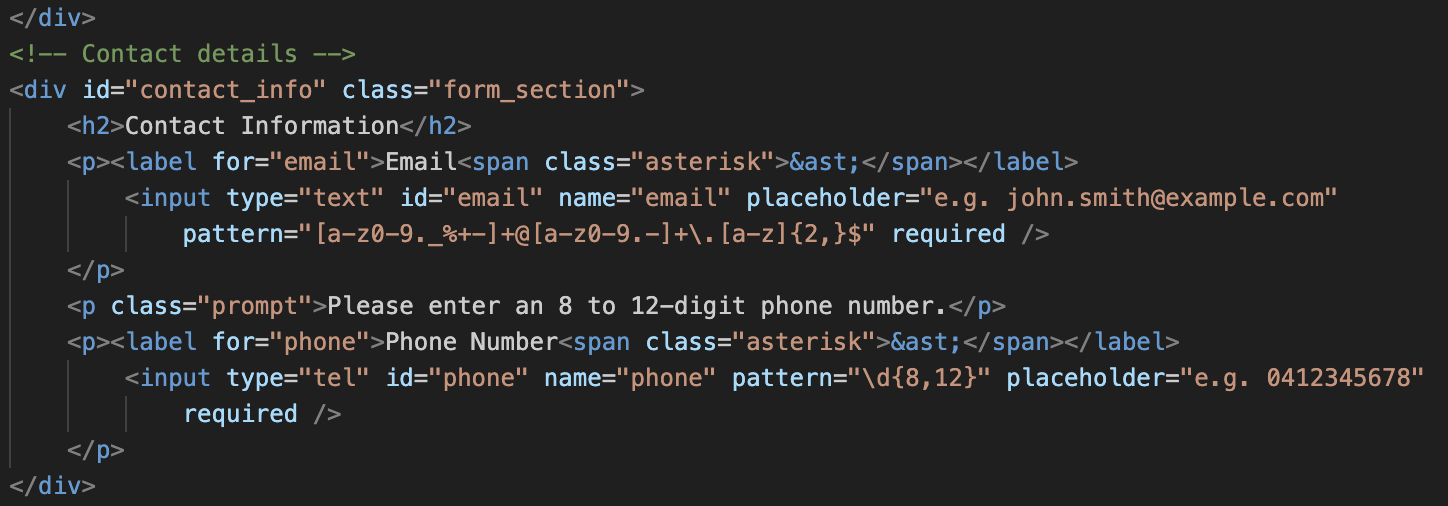 </div>
<!-- Contact details -->
<div id="contact_info" class="form_section">
<h2>Contact Information</h2>
<p><label for="email">Email<span class="asterisk">&ast;</span></label>
<input type="text" id="email" name="email" placeholder="e.g. john.smith@example.com"
pattern="[a-z0-9._%+-]+@[a-z0-9.-]+\.[a-z]{2,}$" required />
</p>
<p class="prompt">Please enter an 8 to 12-digit phone number.</p>
<p><label for="phone">Phone Number<span class="asterisk">&ast;</span></label>
<input type="tel" id="phone" name="phone" pattern="\d{8,12}" placeholder="e.g. 0412345678"
required />
</p>
</div>